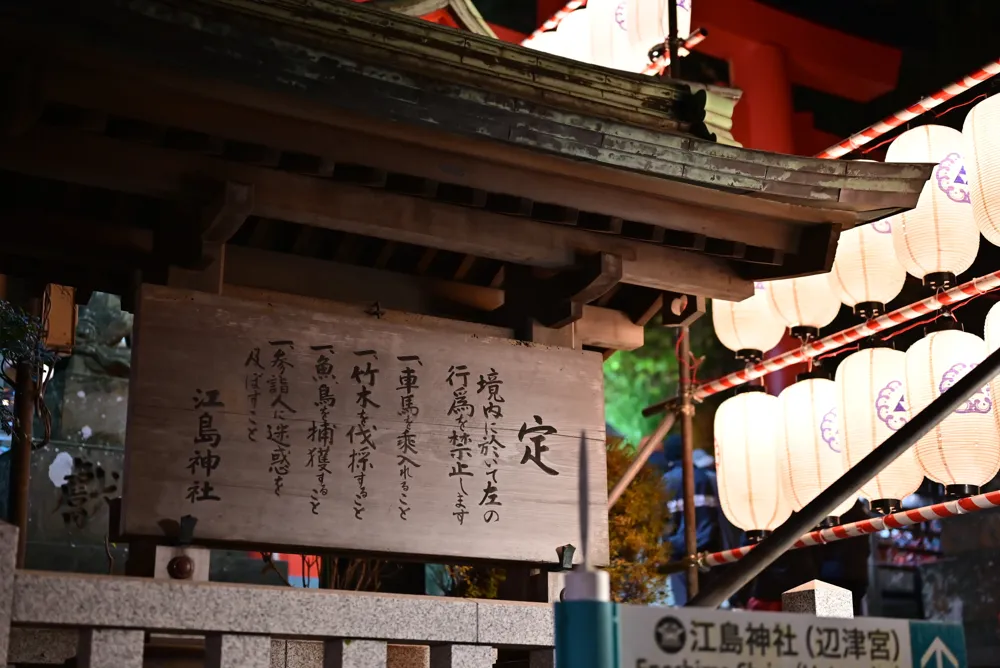 定
境内に於いて左の
行為を禁止します
一、車馬を乗入れること
一、竹木を伐採すること
一、魚鳥を捕獲すること
一、参詣人に迷惑を
及ぼすこと
江島神社
江島神社(辺津宮)